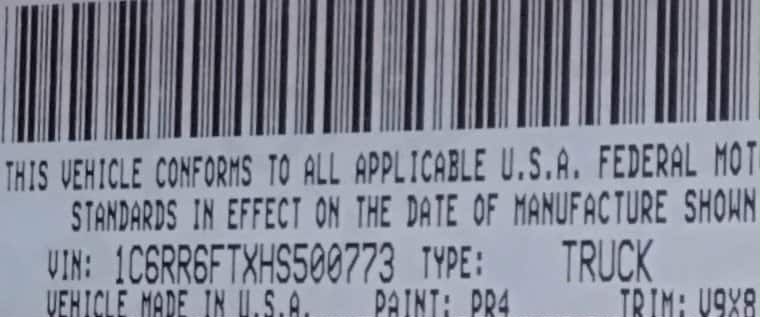 THIS VEHICLE CONFORMS TO ALL APPLICABLE U.S.A. FEDERAL MOT
STANDARDS IN EFFECT ON THE DATE OF MANUFACTURE SHOWN
VIN: 1C6RR6FTXHS500773 TYPE: TRUCK
VEHICLE MADE IN U.S.A. PAINT: PR4 TRIM: V9X8